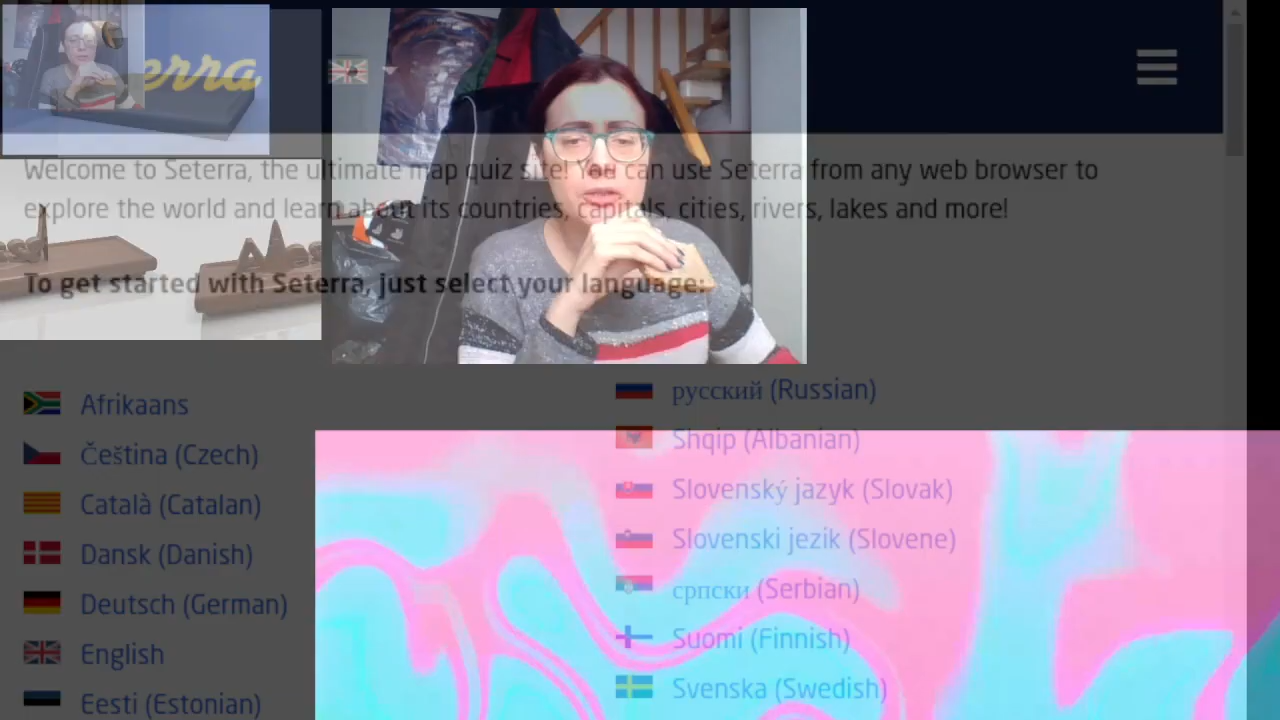 erra
Welcome to Seterra, the ultimate map quiz site! You can use Seterra from any web browser to
explore the world and learn about its countries, capitals, cities, rivers, lakes and more!
To get started with Seterra, just select your language:
Afrikaans
Čeština (Czech)
Català (Catalan)
Dansk (Danish)
Deutsch (German)
English
Eesti (Estonian)
русский (Russian)
Shqip (Albanian)
Slovenský jazyk (Slovak)
Slovenski jezik (Slovene)
српски (Serbian)
Suomi (Finnish)
Svenska (Swedish)